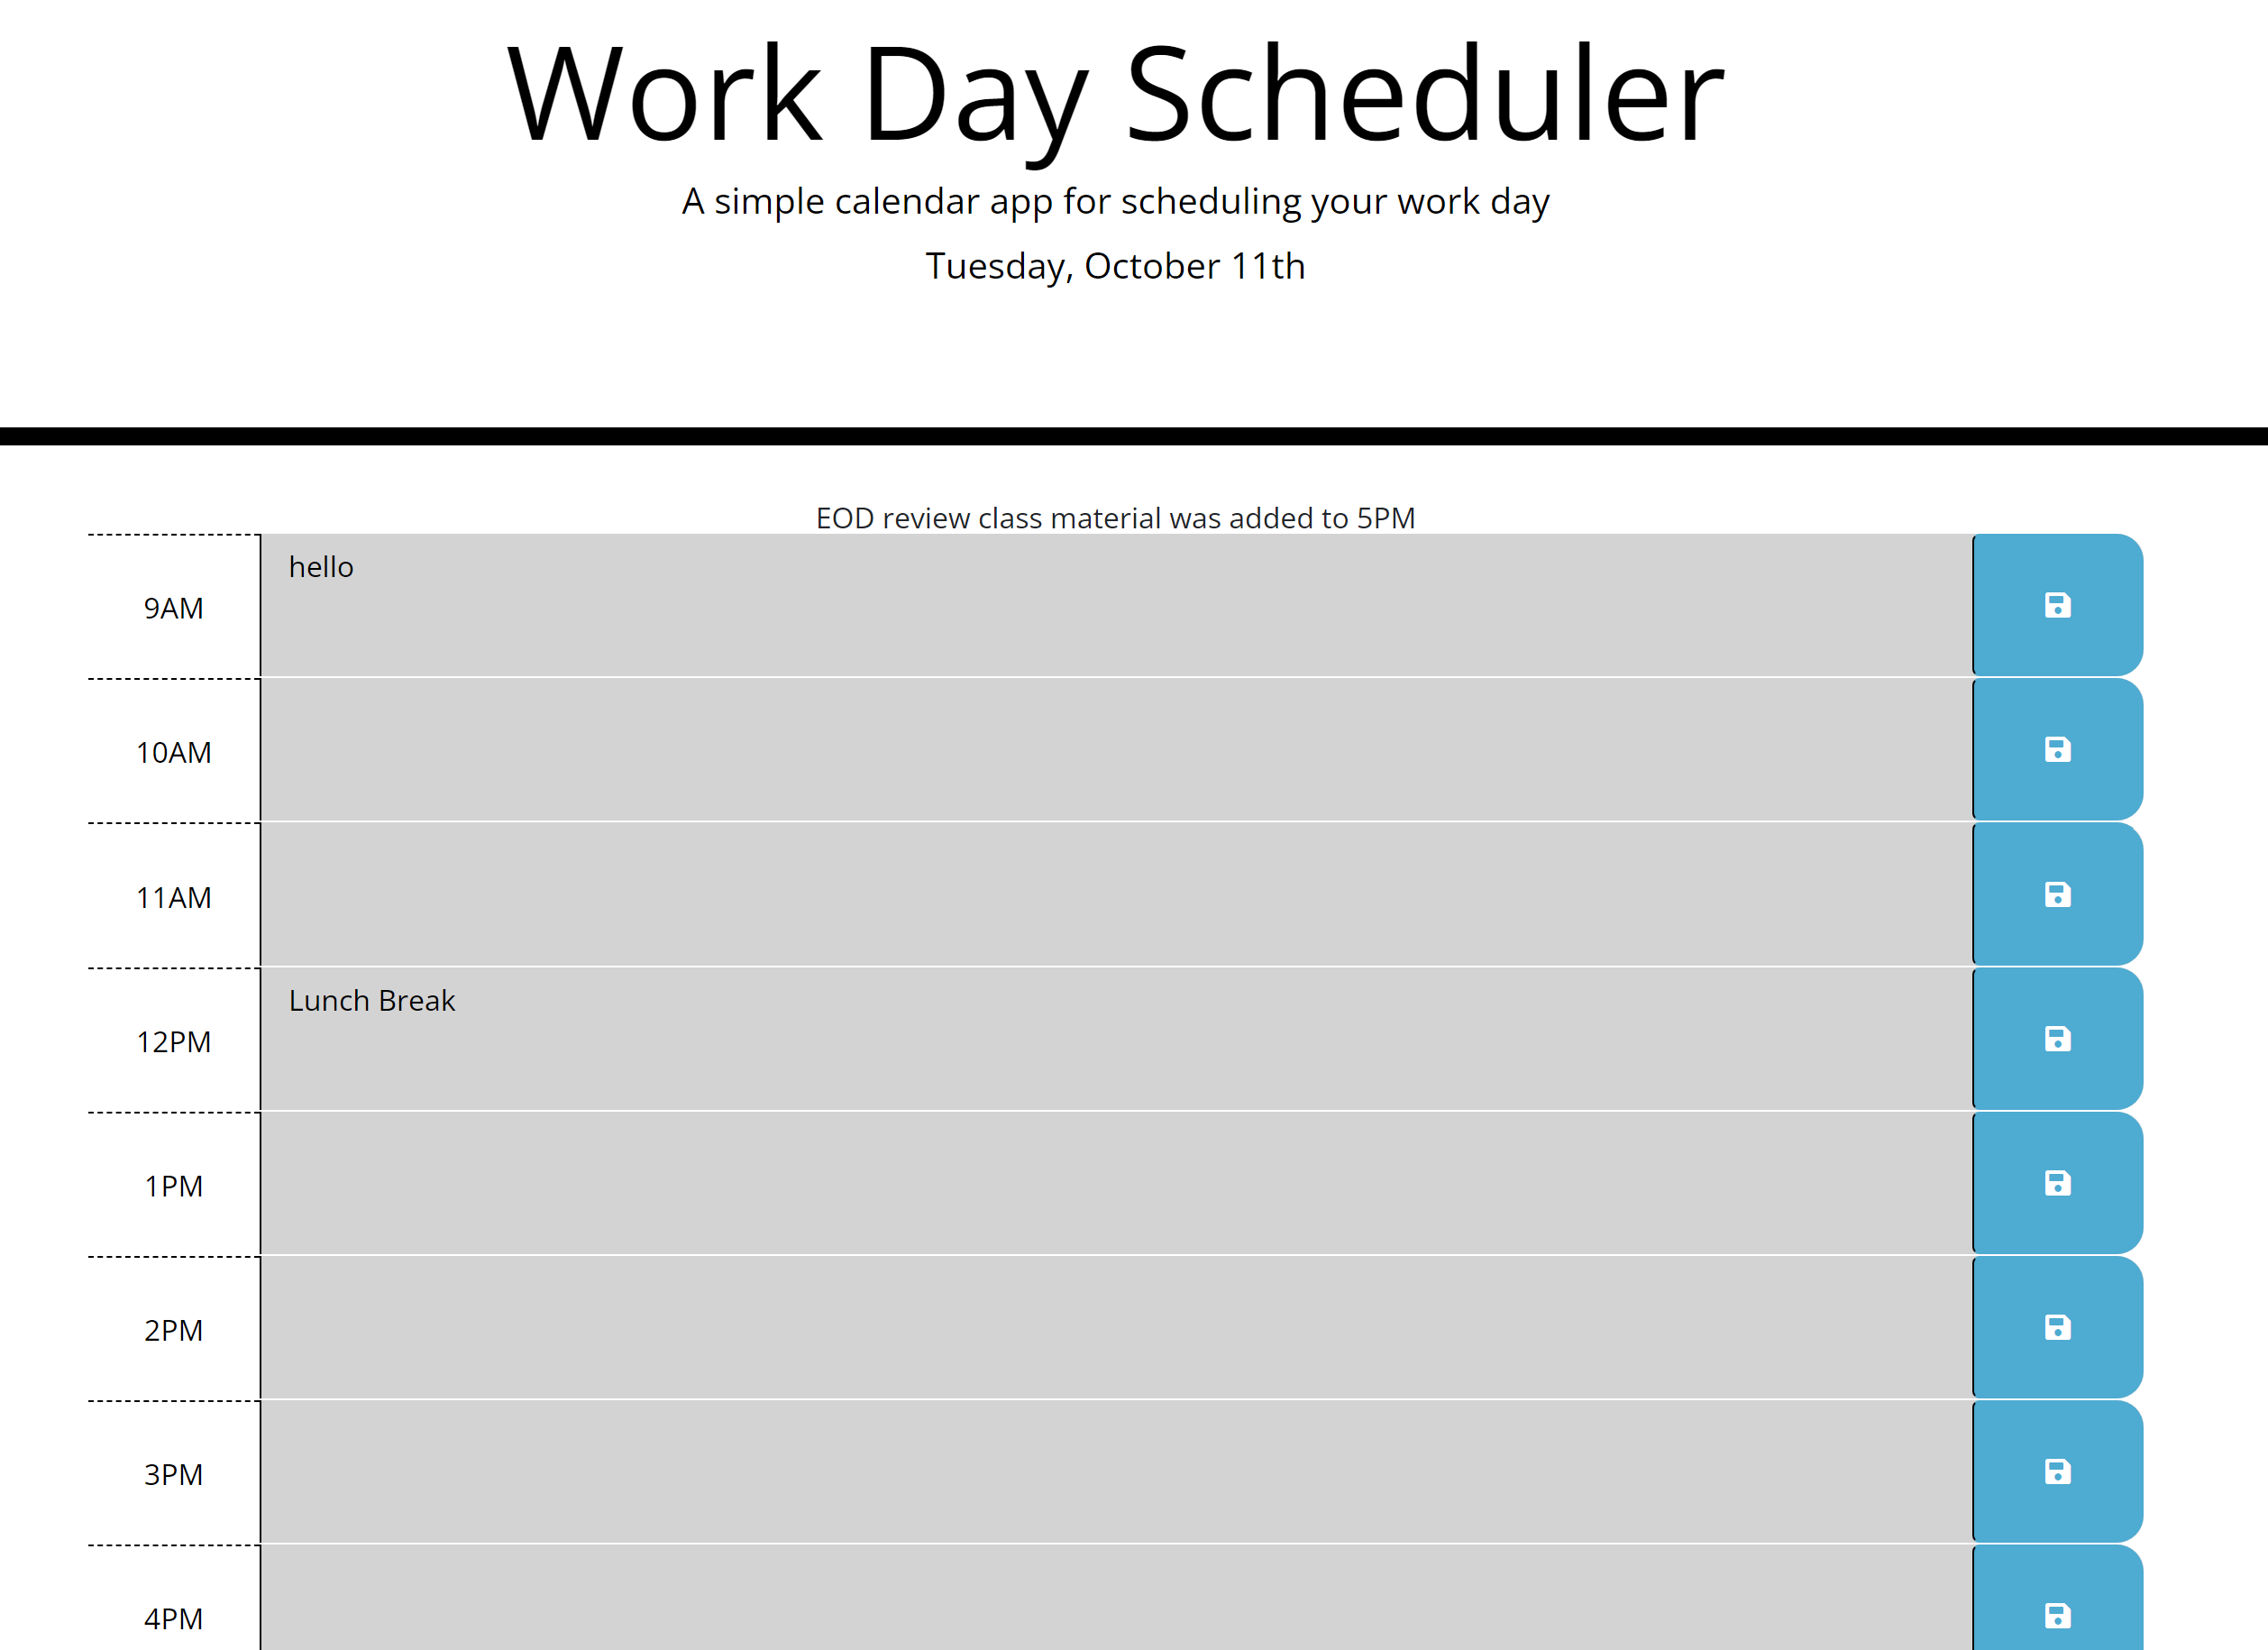 Work Day Scheduler
A simple calendar app for scheduling your work day
Tuesday, October 11th
EOD review class material was added to 5PM
hello
9AM
10AM
11AM
Lunch Break
12PM
1PM
2PM
3PM
4PM